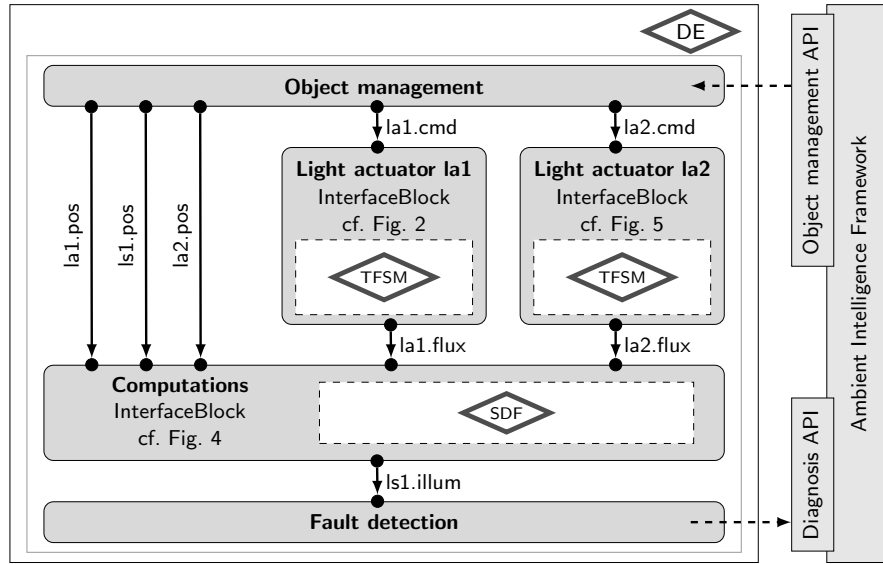 DE
Object management
la1.cmd
la2.cmd
la1.pos
ls1.pos
la2.pos
Light actuator la1
InterfaceBlock
cf. Fig. 2
TFSM
Light actuator la2
InterfaceBlock
cf. Fig. 5
TFSM
la1.flux
la2.flux
Computations
InterfaceBlock
cf. Fig. 4
SDF
ls1.illum
Fault detection
Object management API
Diagnosis API
Ambient Intelligence Framework